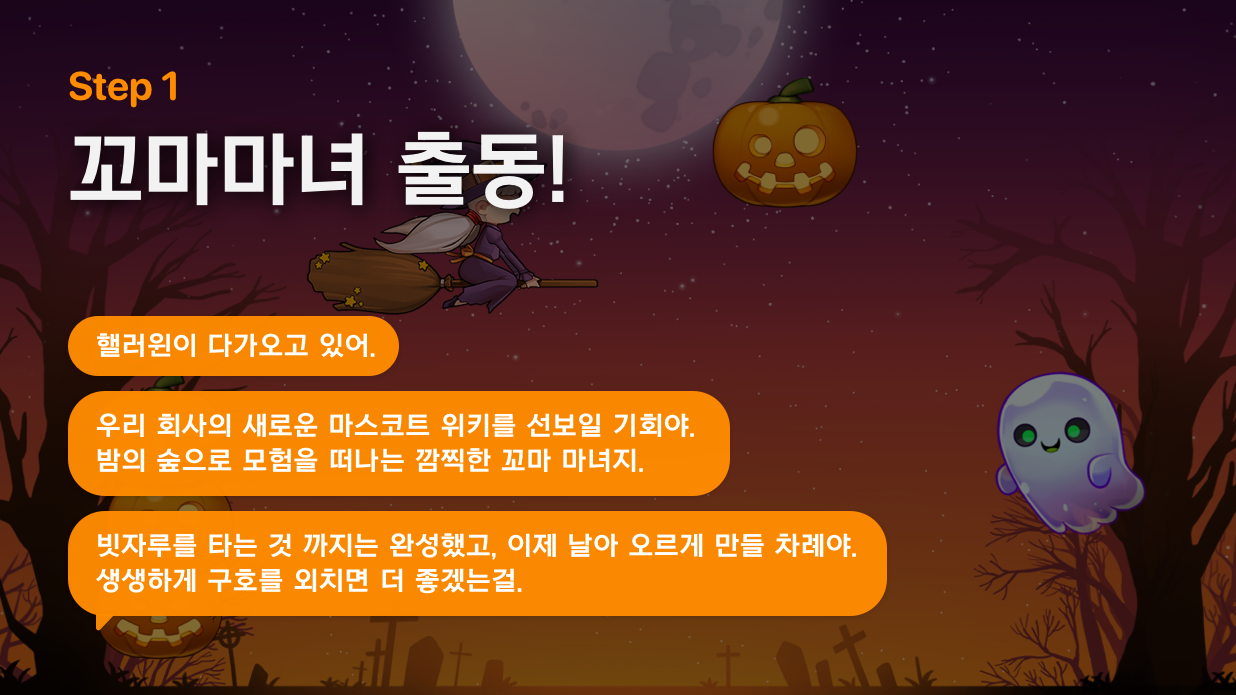 Step 1
꼬마마녀 출동!
핼러윈이 다가오고 있어.
우리 회사의 새로운 마스코트 위키를 선보일 기회야.
밤의 숲으로 모험을 떠나는 깜찍한 꼬마 마녀지.
빗자루를 타는 것 까지는 완성했고, 이제 날아 오르게 만들 차례야.
생생하게 구호를 외치면 더 좋겠는걸.